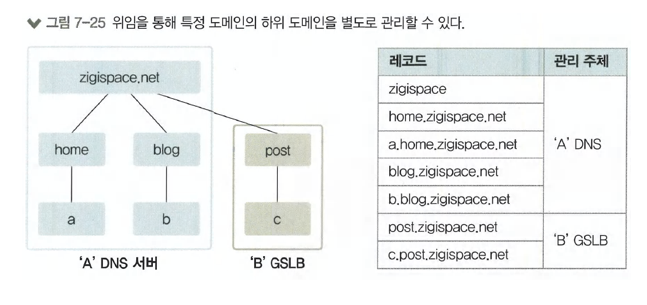 그림 7-25 위임을 통해 특정 도메인의 하위 도메인을 별도로 관리할 수 있다.
zigispace.net
home blog post
a b c
'A' DNS 서버 'B' GSLB
레코드 관리 주체
zigispace
home.zigispace.net
a.home.zigispace.net
'A' DNS
blog.zigispace.net
b.blog.zigispace.net
post.zigispace.net
'B' GSLB
c.post.zigispace.net